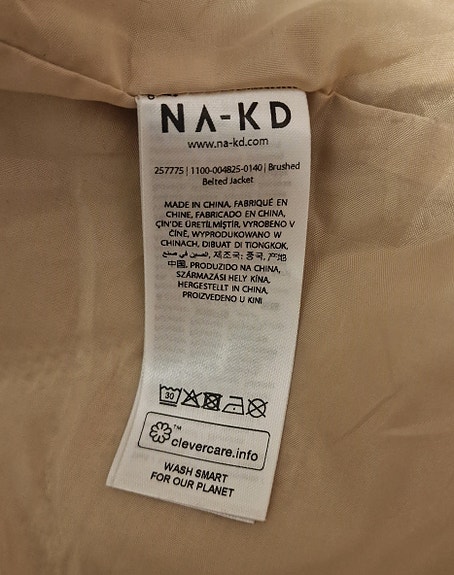 NA-KD
www.na-kd.com
257775 | 1100-004825-0140 | Brushed
Belted Jacket
MADE IN CHINA, FABRIQUÉ EN
CHINE, FABRICADO EN CHINA,
ÇİN'DE ÜRETİLMİŞTİR, VYROBENO V
ČÍNĚ, WYPRODUKOWANO W
CHINACH, DIBUAT DI TIONGKOK,
الصين في صنع, 제조국: 중국, 产地
中国, PRODUZIDO NA CHINA,
SZÁRMAZÁSI HELY KÍNA,
HERGESTELLT IN CHINA,
PROIZVEDENO U KINI
30
clevercare.info™
WASH SMART
FOR OUR PLANET